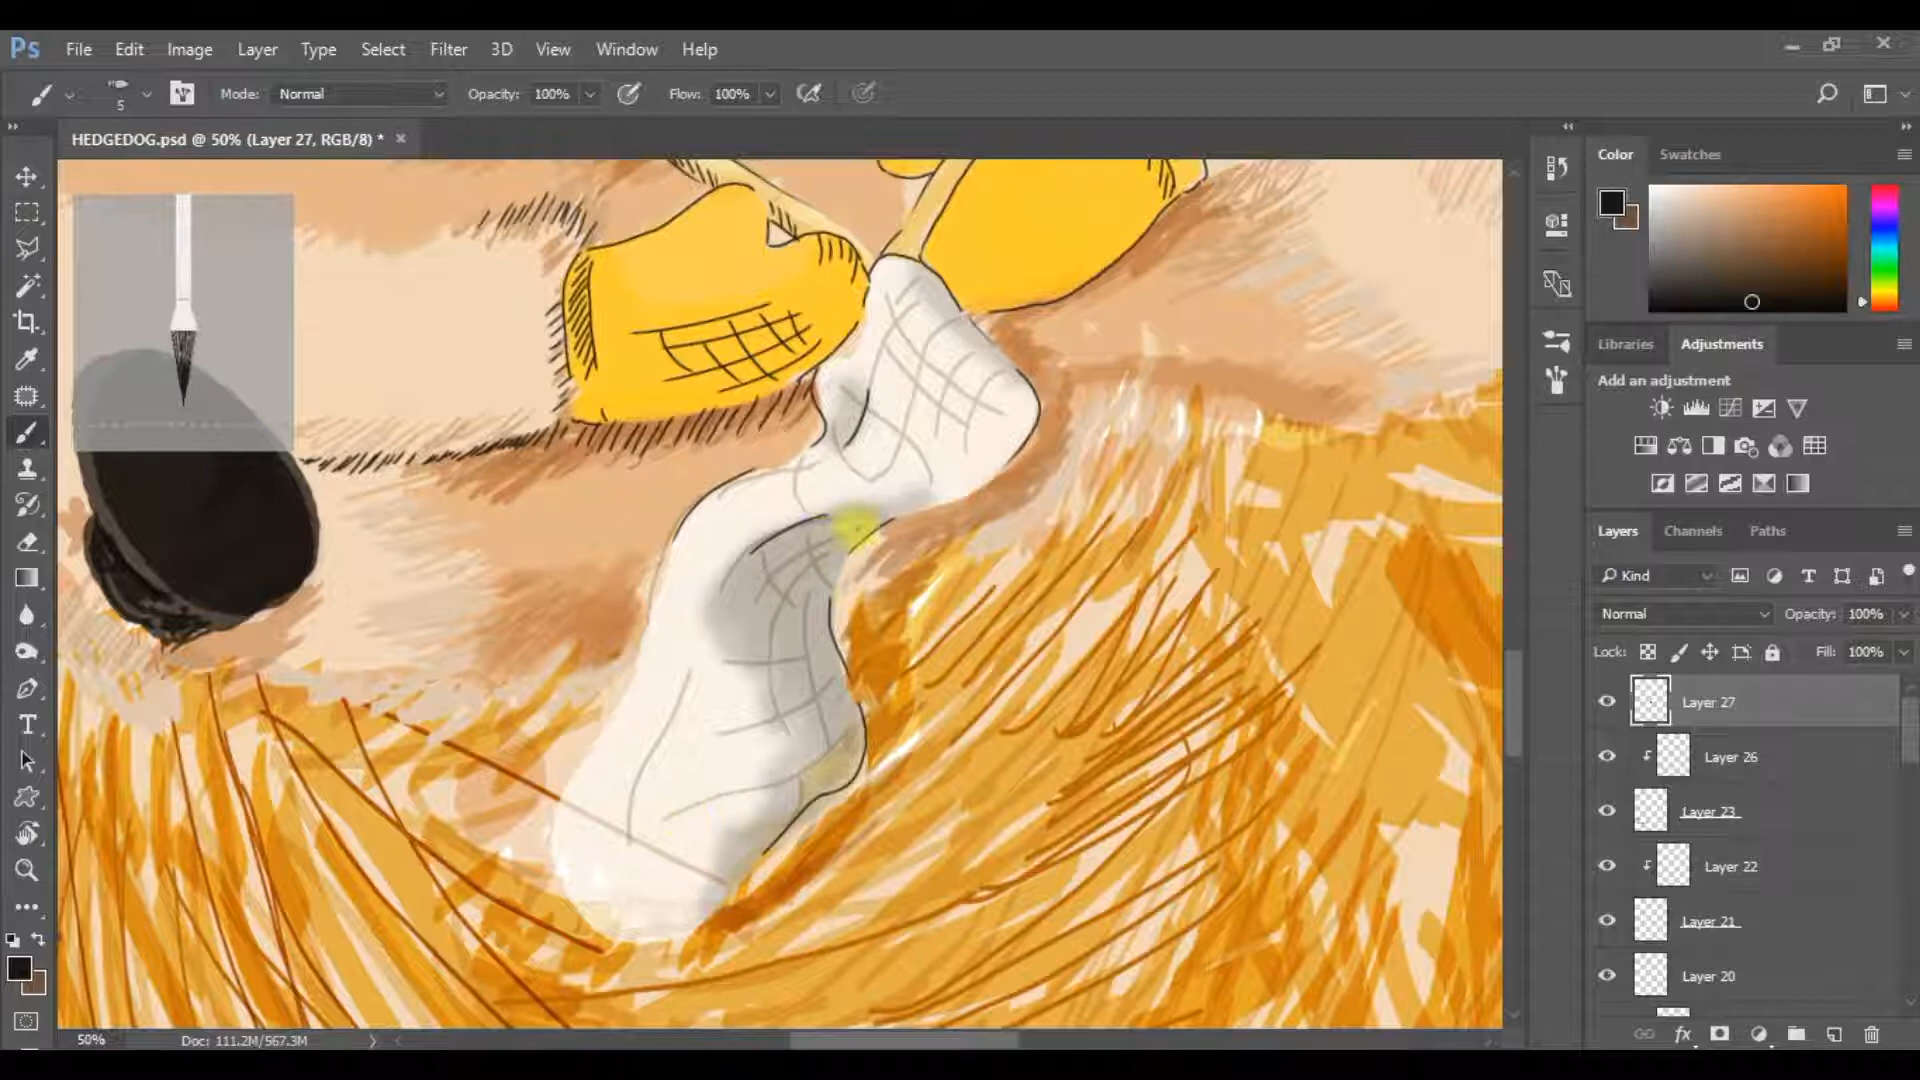 Ps File Edit Image Layer Type Select Filter 3D View Window Help
5 Mode: Normal Opacity: 100% Flow: 100%
HEDGEDOG.psd @ 50% (Layer 27, RGB/8) * ×
Color Swatches
Libraries Adjustments
Add an adjustment
Layers Channels Paths
Kind
Normal Opacity: 100%
Lock: Fill: 100%
Layer 27
Layer 26
Layer 23
Layer 22
Layer 21
Layer 20
fx
50% Doc: 111.2M/567.3M